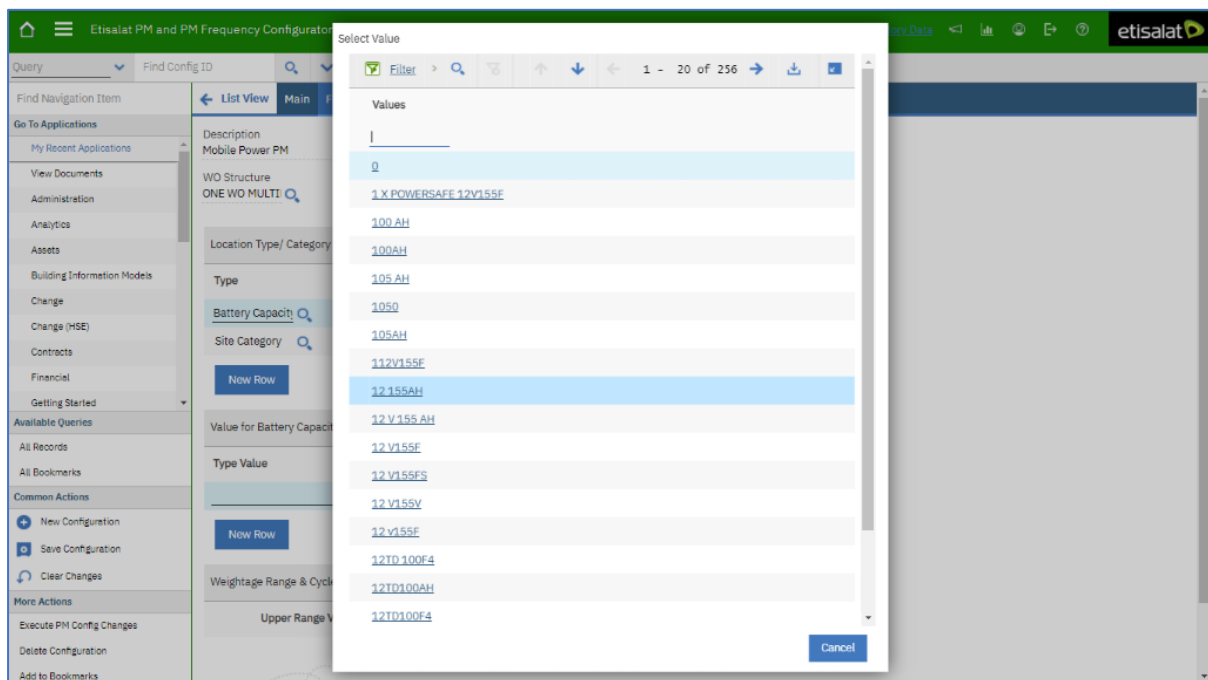 Etisalat PM and PM Frequency Configurator
etisalat
Query
Find Config ID
Find Navigation Item
Go To Applications
My Recent Applications
View Documents
Administration
Analytics
Assets
Building Information Models
Change
Change (HSE)
Contracts
Financial
Getting Started
Available Queries
All Records
All Bookmarks
Common Actions
New Configuration
Save Configuration
Clear Changes
More Actions
Execute PM Config Changes
Delete Configuration
Add to Bookmarks
List View Main F
Description
Mobile Power PM
WO Structure
ONE WO MULTI
Location Type/ Category
Type
Battery Capacit
Site Category
New Row
Value for Battery Capacit
Type Value
New Row
Weightage Range & Cycl
Upper Range V
Select Value
Filter 1 - 20 of 256
Values
0
1 X POWERSAFE 12V155F
100 AH
100AH
105 AH
1050
105AH
112V155F
12 155AH
12 V 155 AH
12 V155F
12 V155FS
12 V155V
12 v155F
12TD 100F4
12TD100AH
12TD100F4
Cancel